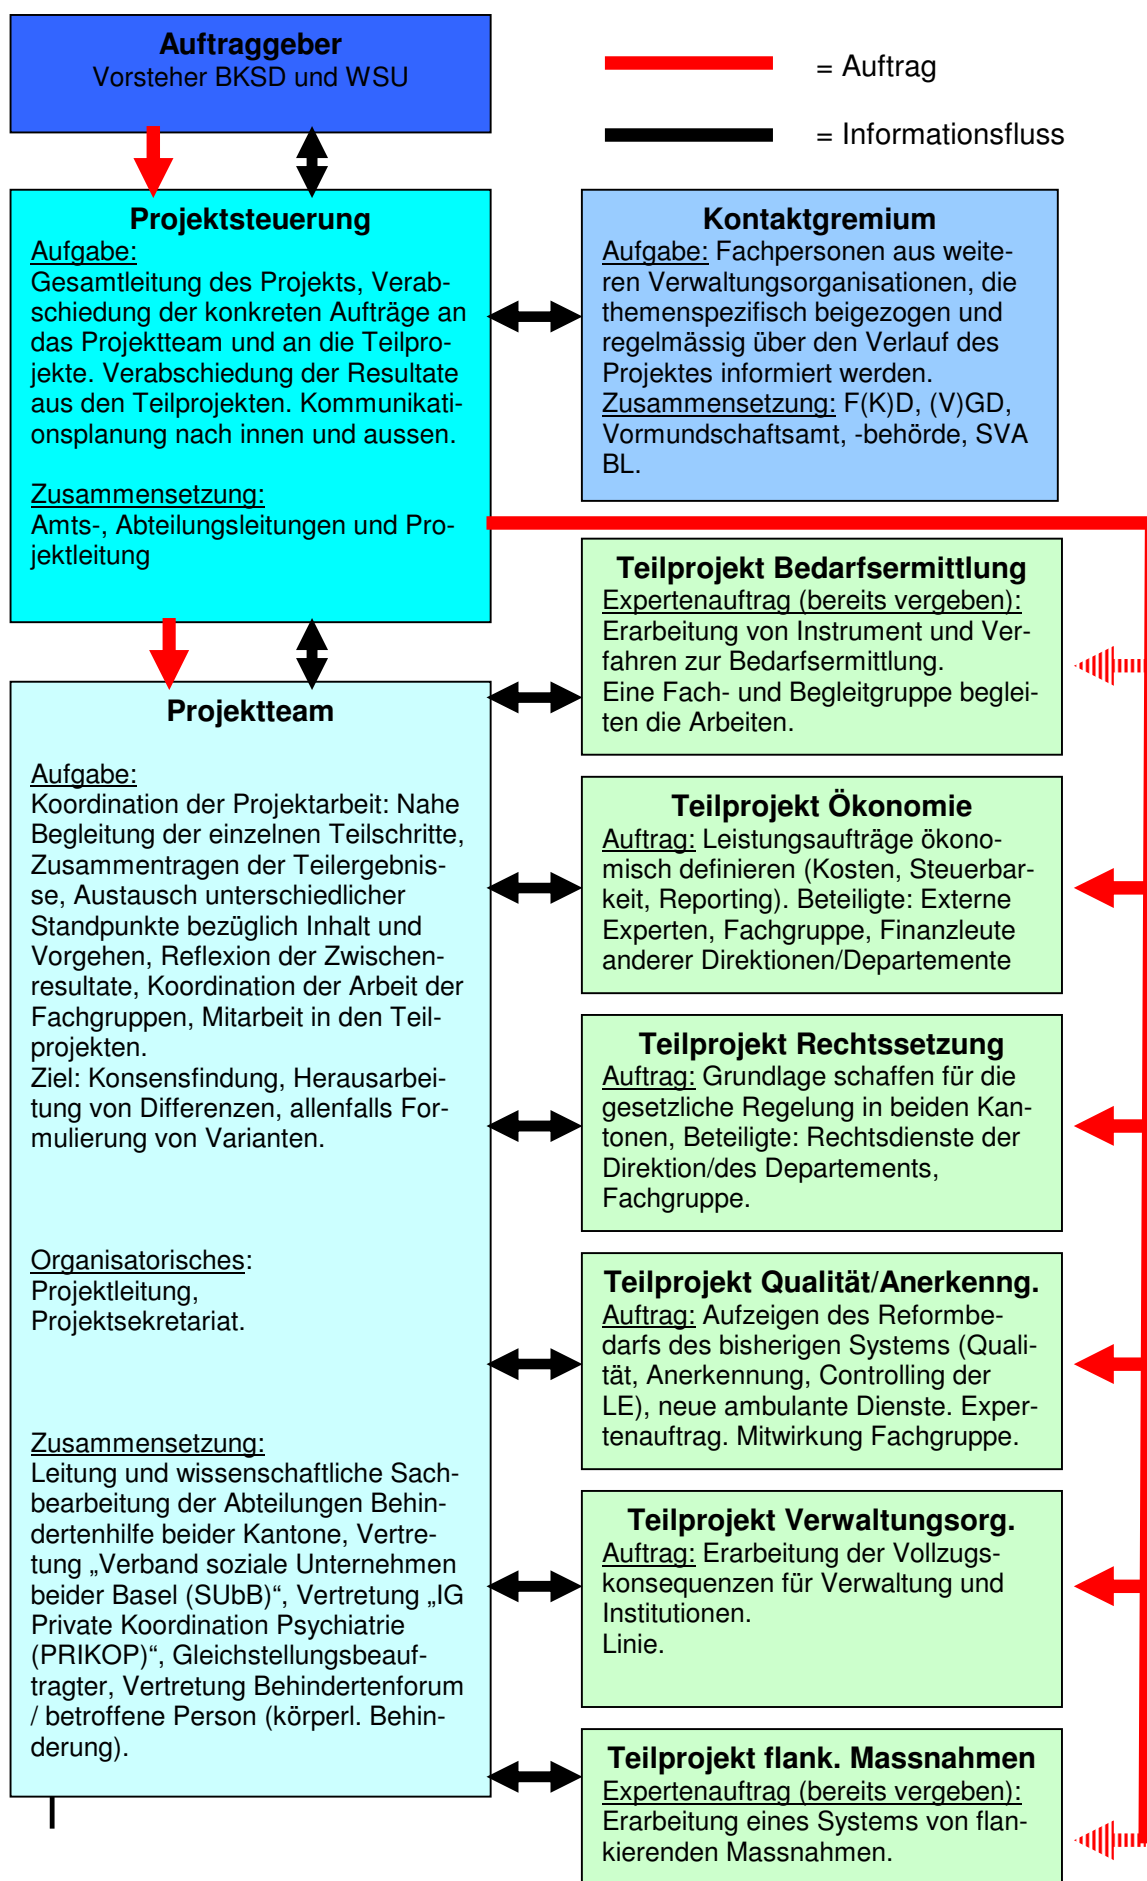 Auftraggeber
Vorsteher BKSD und WSU
= Auftrag
= Informationsfluss
Projektsteuerung
Aufgabe:
Gesamtleitung des Projekts, Verab-
schiedung der konkreten Aufträge an
das Projektteam und an die Teilpro-
jekte. Verabschiedung der Resultate
aus den Teilprojekten. Kommunikati-
onsplanung nach innen und aussen.
Zusammensetzung:
Amts-, Abteilungsleitungen und Pro-
jektleitung
Kontaktgremium
Aufgabe: Fachpersonen aus weite-
ren Verwaltungsorganisationen, die
themenspezifisch beigezogen und
regelmässig über den Verlauf des
Projektes informiert werden.
Zusammensetzung: F(K)D, (V)GD,
Vormundschaftsamt, -behörde, SVA
BL.
Projektteam
Aufgabe:
Koordination der Projektarbeit: Nahe
Begleitung der einzelnen Teilschritte,
Zusammentragen der Teilergebnis-
se, Austausch unterschiedlicher
Standpunkte bezüglich Inhalt und
Vorgehen, Reflexion der Zwischen-
resultate, Koordination der Arbeit der
Fachgruppen, Mitarbeit in den Teil-
projekten.
Ziel: Konsensfindung, Herausarbei-
tung von Differenzen, allenfalls For-
mulierung von Varianten.
Organisatorisches:
Projektleitung,
Projektsekretariat.
Zusammensetzung:
Leitung und wissenschaftliche Sach-
bearbeitung der Abteilungen Behin-
dertenhilfe beider Kantone, Vertre-
tung „Verband soziale Unternehmen
beider Basel (SUbB)“, Vertretung „IG
Private Koordination Psychiatrie
(PRIKOP)“, Gleichstellungsbeauf-
tragter, Vertretung Behindertenforum
/ betroffene Person (körperl. Behin-
derung).
Teilprojekt Bedarfsermittlung
Expertenauftrag (bereits vergeben):
Erarbeitung von Instrument und Ver-
fahren zur Bedarfsermittlung.
Eine Fach- und Begleitgruppe beglei-
ten die Arbeiten.
Teilprojekt Ökonomie
Auftrag: Leistungsaufträge ökono-
misch definieren (Kosten, Steuerbar-
keit, Reporting). Beteiligte: Externe
Experten, Fachgruppe, Finanzleute
anderer Direktionen/Departemente
Teilprojekt Rechtssetzung
Auftrag: Grundlage schaffen für die
gesetzliche Regelung in beiden Kan-
tonen, Beteiligte: Rechtsdienste der
Direktion/des Departements,
Fachgruppe.
Teilprojekt Qualität/Anerkenng.
Auftrag: Aufzeigen des Reformbe-
darfs des bisherigen Systems (Quali-
tät, Anerkennung, Controlling der
LE), neue ambulante Dienste. Exper-
tenauftrag. Mitwirkung Fachgruppe.
Teilprojekt Verwaltungsorg.
Auftrag: Erarbeitung der Vollzugs-
konsequenzen für Verwaltung und
Institutionen.
Linie.
Teilprojekt flank. Massnahmen
Expertenauftrag (bereits vergeben):
Erarbeitung eines Systems von flan-
kierenden Massnahmen.